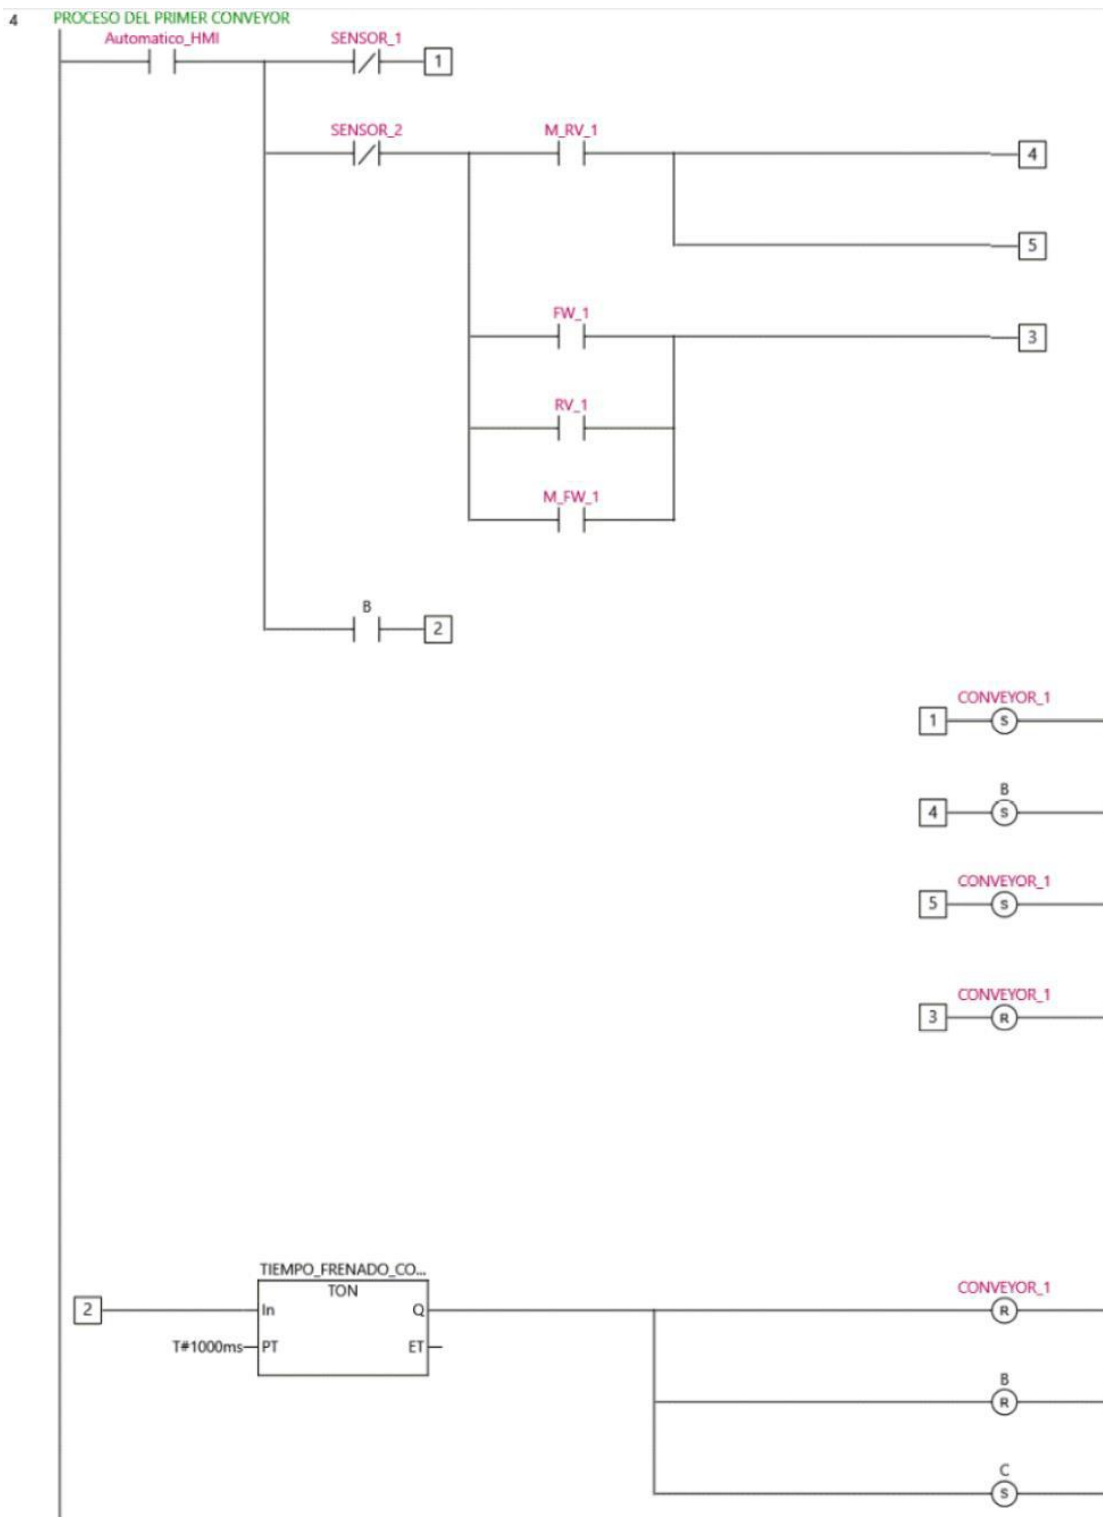 4 PROCESO DEL PRIMER CONVEYOR
Automatico_HMI SENSOR_1
1
SENSOR_2 M_RV_1
4
5
FW_1
3
RV_1
M_FW_1
B
2
CONVEYOR_1
1 S
B
4 S
CONVEYOR_1
5 S
CONVEYOR_1
3 R
TIEMPO_FRENADO_CO...
TON
CONVEYOR_1
2 In Q R
T#1000ms PT ET
B
R
C
S